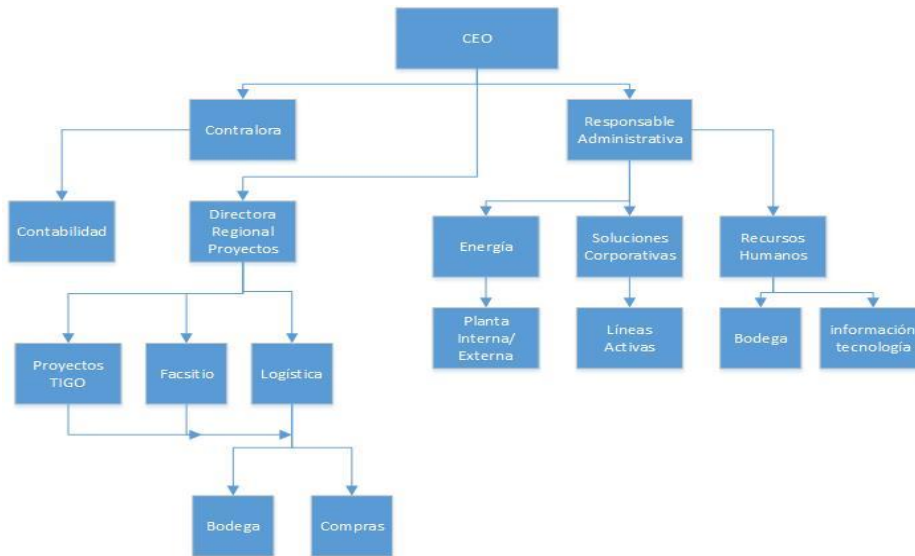 CEO
Contralora
Responsable
Administrativa
Contabilidad
Directora
Regional
Proyectos
Energía
Soluciones
Corporativas
Recursos
Humanos
Planta
Interna/
Externa
Líneas
Activas
Bodega
información
tecnología
Proyectos
TIGO
Facsitio
Logística
Bodega
Compras